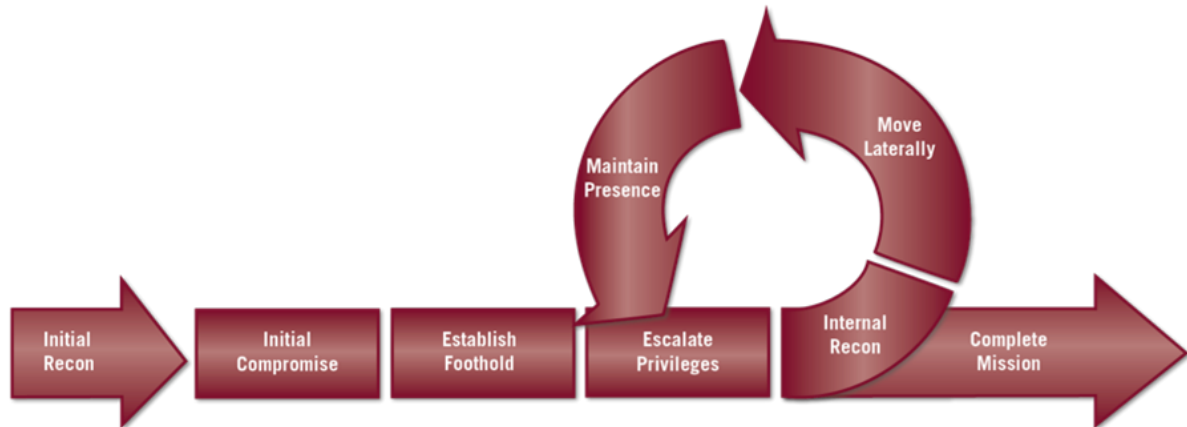 Initial
Recon
Initial
Compromise
Establish
Foothold
Escalate
Privileges
Internal
Recon
Move
Laterally
Maintain
Presence
Complete
Mission